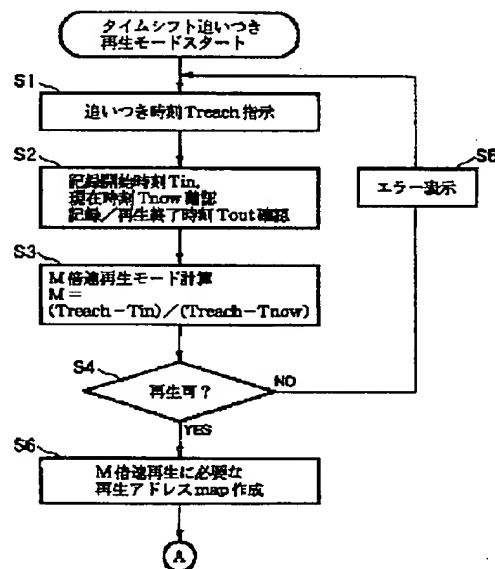 タイムシフト追いつき
再生モードスタート
S1
追いつき時刻Treach指示
S2
記録開始時刻Tin,
現在時刻Tnow確認
記録/再生終了時刻Tout確認
S5
エラー表示
S3
M倍速再生モード計算
M=
(Treach-Tin)/(Treach-Tnow)
S4
再生可?
NO
YES
S6
M倍速再生に必要な
再生アドレスmap作成
A